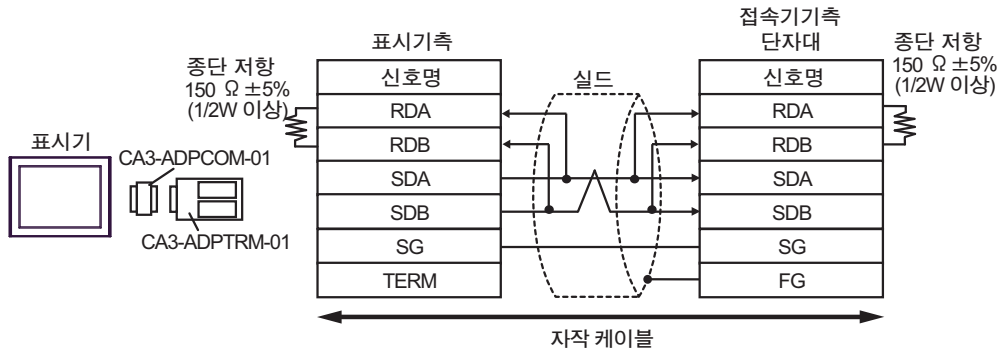 접속기기측
표시기측
단자대
종단 저항
150 Ω ±5%
(1/2W 이상)
종단 저항
150 Ω ±5%
(1/2W 이상)
신호명
실드
신호명
RDA
RDA
표시기
CA3-ADPCOM-01
RDB
RDB
SDA
SDA
SDB
SDB
CA3-ADPTRM-01
SG
SG
TERM
FG
자작 케이블